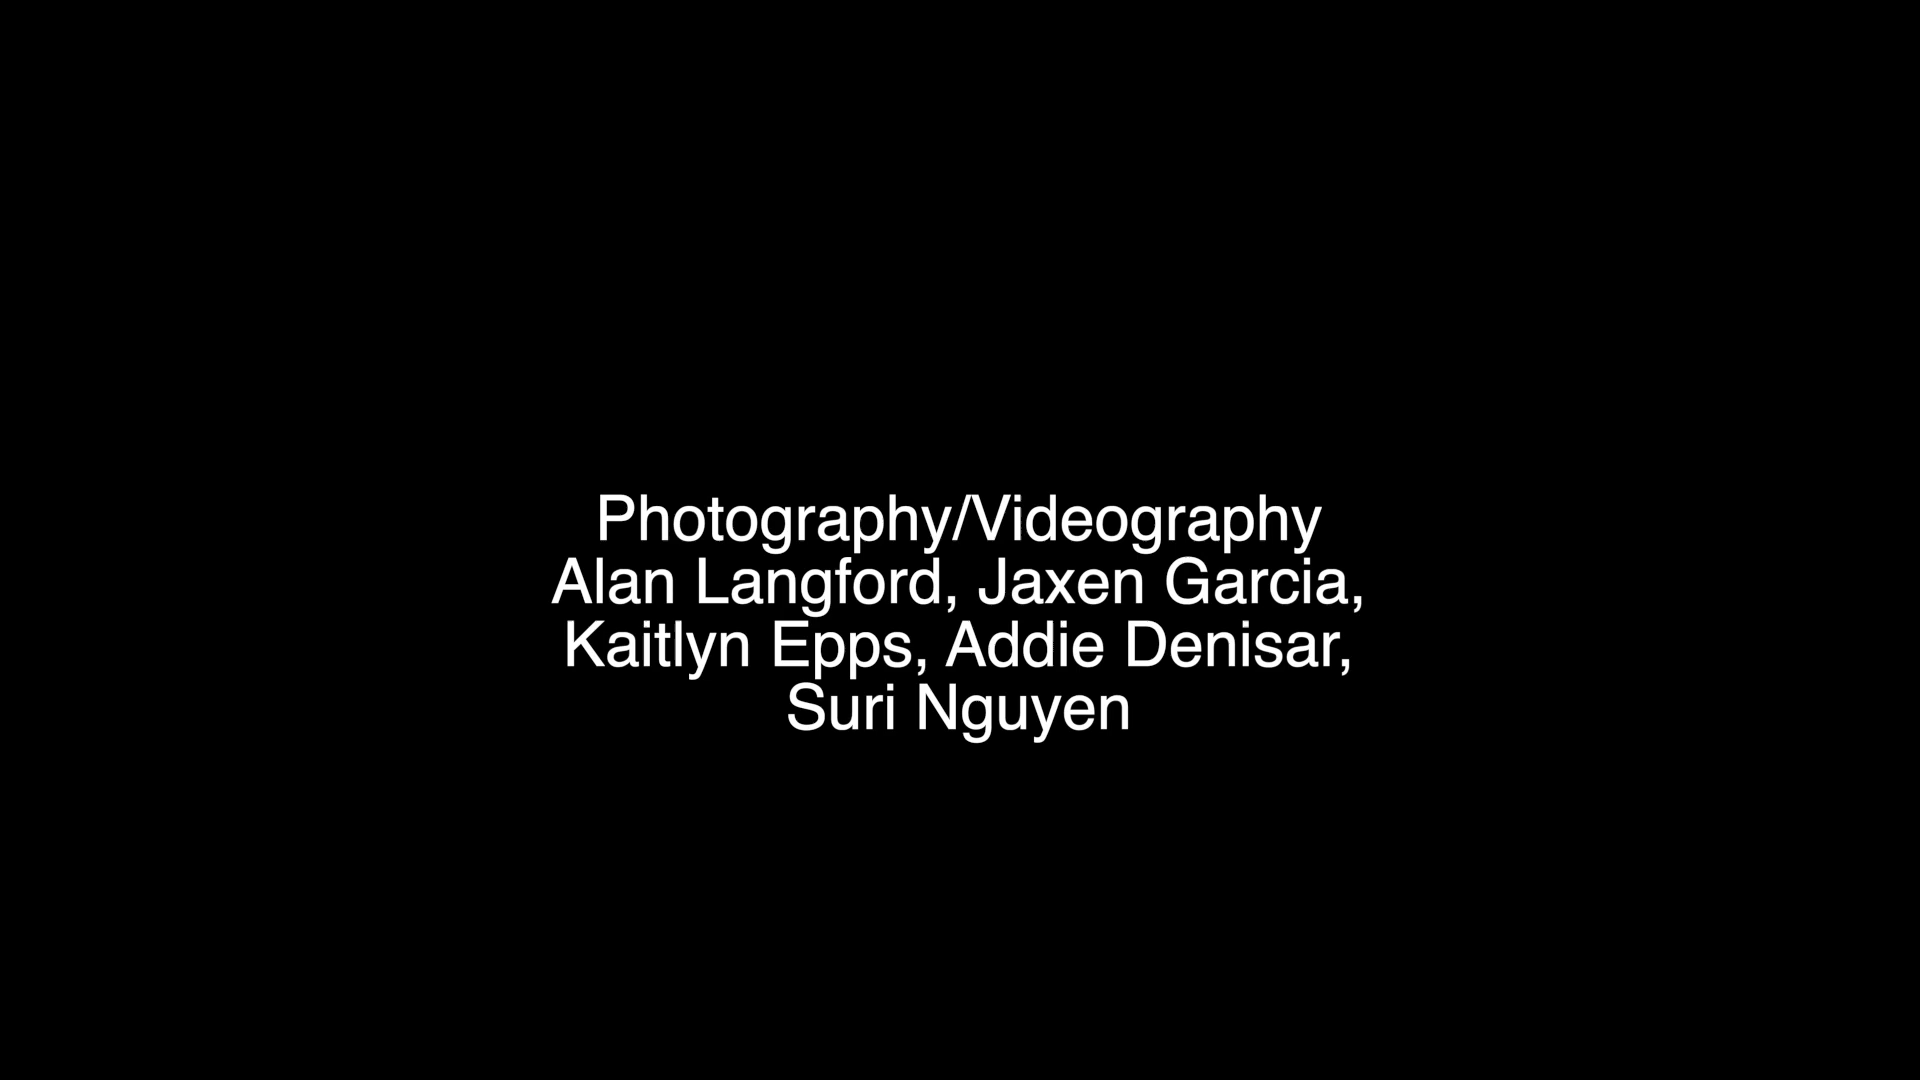 Photography/Videography
Alan Langford, Jaxen Garcia,
Kaitlyn Epps, Addie Denisar,
Suri Nguyen